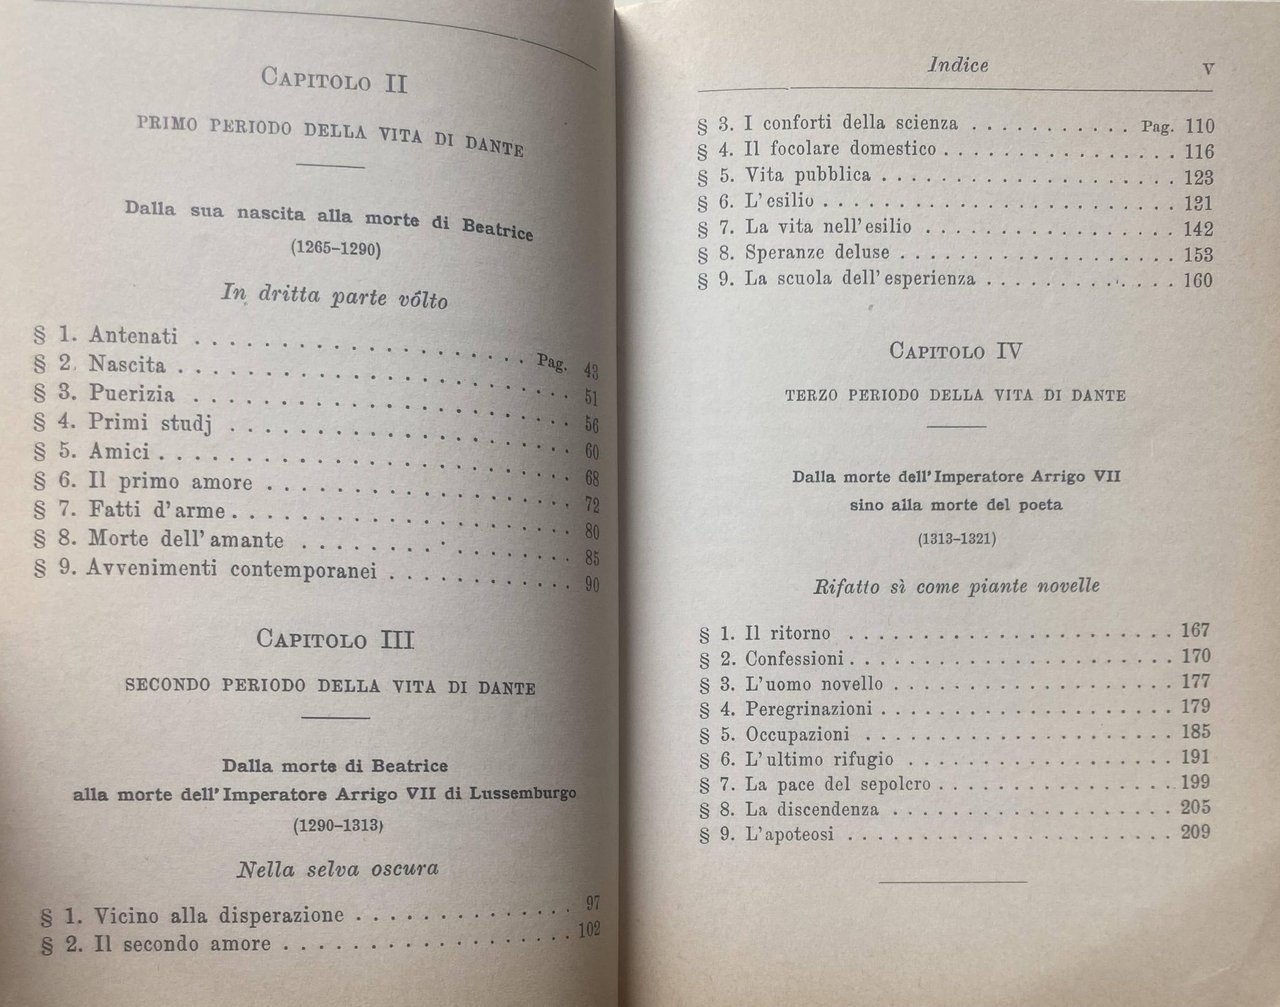 CAPITOLO II
PRIMO PERIODO DELLA VITA DI DANTE
Dalla sua nascita alla morte di Beatrice
(1265–1290)
In dritta parte vôlto
§ 1. Antenati . . . . . . . . . . . . . . . . . . Pag. 43
§ 2. Nascita . . . . . . . . . . . . . . . . . . . . . 51
§ 3. Puerizia . . . . . . . . . . . . . . . . . . . . . 56
§ 4. Primi studj . . . . . . . . . . . . . . . . . . . 60
§ 5. Amici . . . . . . . . . . . . . . . . . . . . . . 68
§ 6. Il primo amore . . . . . . . . . . . . . . . . . 72
§ 7. Fatti d'arme . . . . . . . . . . . . . . . . . . 80
§ 8. Morte dell'amante . . . . . . . . . . . . . . . 85
§ 9. Avvenimenti contemporanei . . . . . . . . . . . 90
CAPITOLO III
SECONDO PERIODO DELLA VITA DI DANTE
Dalla morte di Beatrice
alla morte dell'Imperatore Arrigo VII di Lussemburgo
(1290–1313)
Nella selva oscura
§ 1. Vicino alla disperazione . . . . . . . . . . . . . 97
§ 2. Il secondo amore . . . . . . . . . . . . . . . . . 102
Indice V
§ 3. I conforti della scienza . . . . . . . . . . . Pag. 110
§ 4. Il focolare domestico . . . . . . . . . . . . . . . . 116
§ 5. Vita pubblica . . . . . . . . . . . . . . . . . . . . 123
§ 6. L'esilio . . . . . . . . . . . . . . . . . . . . . . . 131
§ 7. La vita nell'esilio . . . . . . . . . . . . . . . . . 142
§ 8. Speranze deluse . . . . . . . . . . . . . . . . . . . 153
§ 9. La scuola dell'esperienza . . . . . . . . . . . . . 160
CAPITOLO IV
TERZO PERIODO DELLA VITA DI DANTE
Dalla morte dell'Imperatore Arrigo VII
sino alla morte del poeta
(1313–1321)
Rifatto sì come piante novelle
§ 1. Il ritorno . . . . . . . . . . . . . . . . . . . . . . 167
§ 2. Confessioni . . . . . . . . . . . . . . . . . . . . . 170
§ 3. L'uomo novello . . . . . . . . . . . . . . . . . . . 177
§ 4. Peregrinazioni . . . . . . . . . . . . . . . . . . . . 179
§ 5. Occupazioni . . . . . . . . . . . . . . . . . . . . . 185
§ 6. L'ultimo rifugio . . . . . . . . . . . . . . . . . . 191
§ 7. La pace del sepolcro . . . . . . . . . . . . . . . . 199
§ 8. La discendenza . . . . . . . . . . . . . . . . . . . 205
§ 9. L'apoteosi . . . . . . . . . . . . . . . . . . . . . . 209